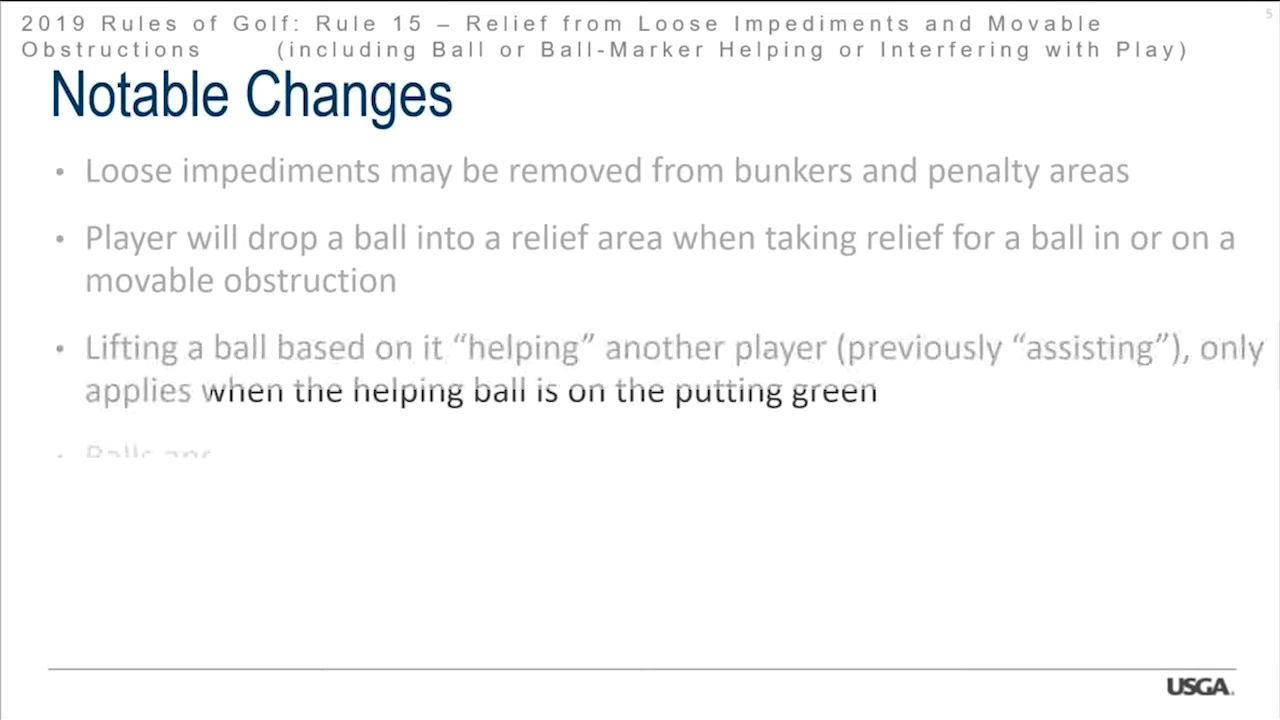 5
2019 Rules of Golf: Rule 15 – Relief from Loose Impediments and Movable
Obstructions (including Ball or Ball-Marker Helping or Interfering with Play)
Notable Changes
• Loose impediments may be removed from bunkers and penalty areas
• Player will drop a ball into a relief area when taking relief for a ball in or on a
movable obstruction
• Lifting a ball based on it “helping” another player (previously “assisting”), only
applies when the helping ball is on the putting green
USGA.